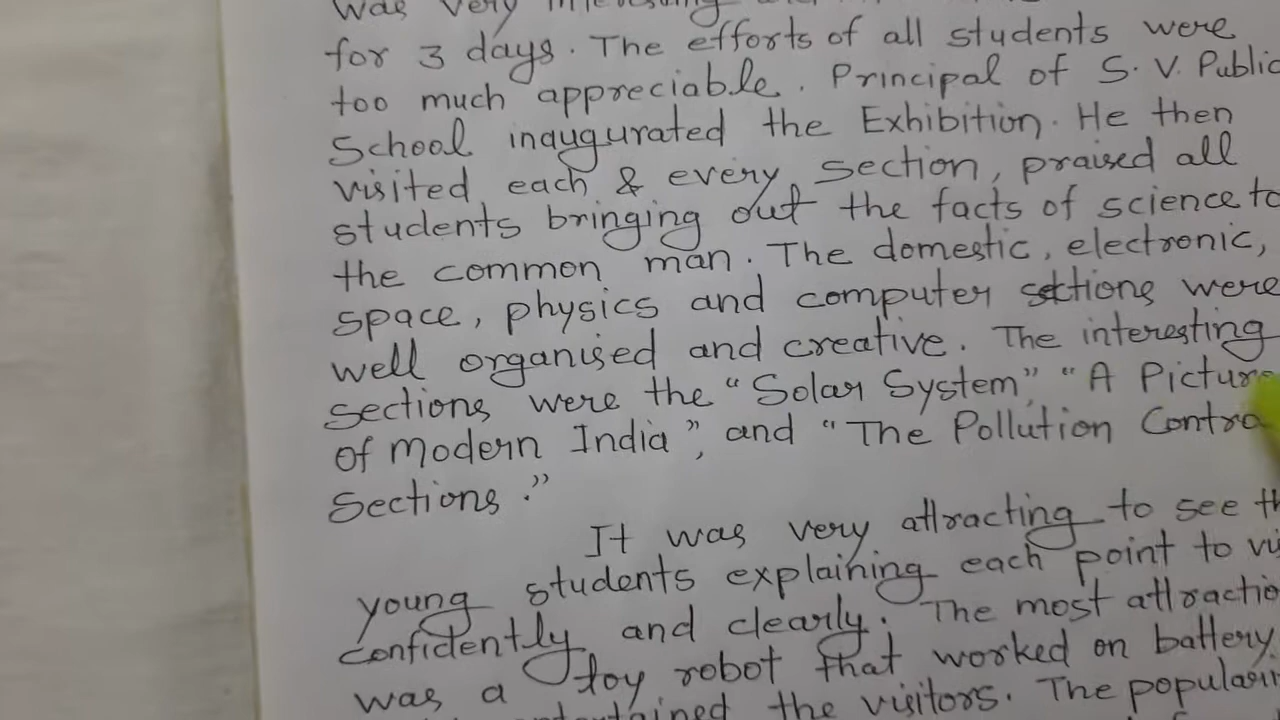 was very
for 3 days. The efforts of all students were
too much appreciable. Principal of S. V. Public
School inaugurated the Exhibition. He then
visited each & every section, praised all
students bringing out the facts of science to
the common man. The domestic, electronic,
space, physics and computer sections were
well organised and creative. The interesting
sections were the "Solar System", "A Picture
of Modern India", and "The Pollution Contro
Sections."
It was very attracting to see th
young students explaining each point to vi
confidently and clearly. The most attractio
was a toy robot that worked on battery.
the visitors. The populari